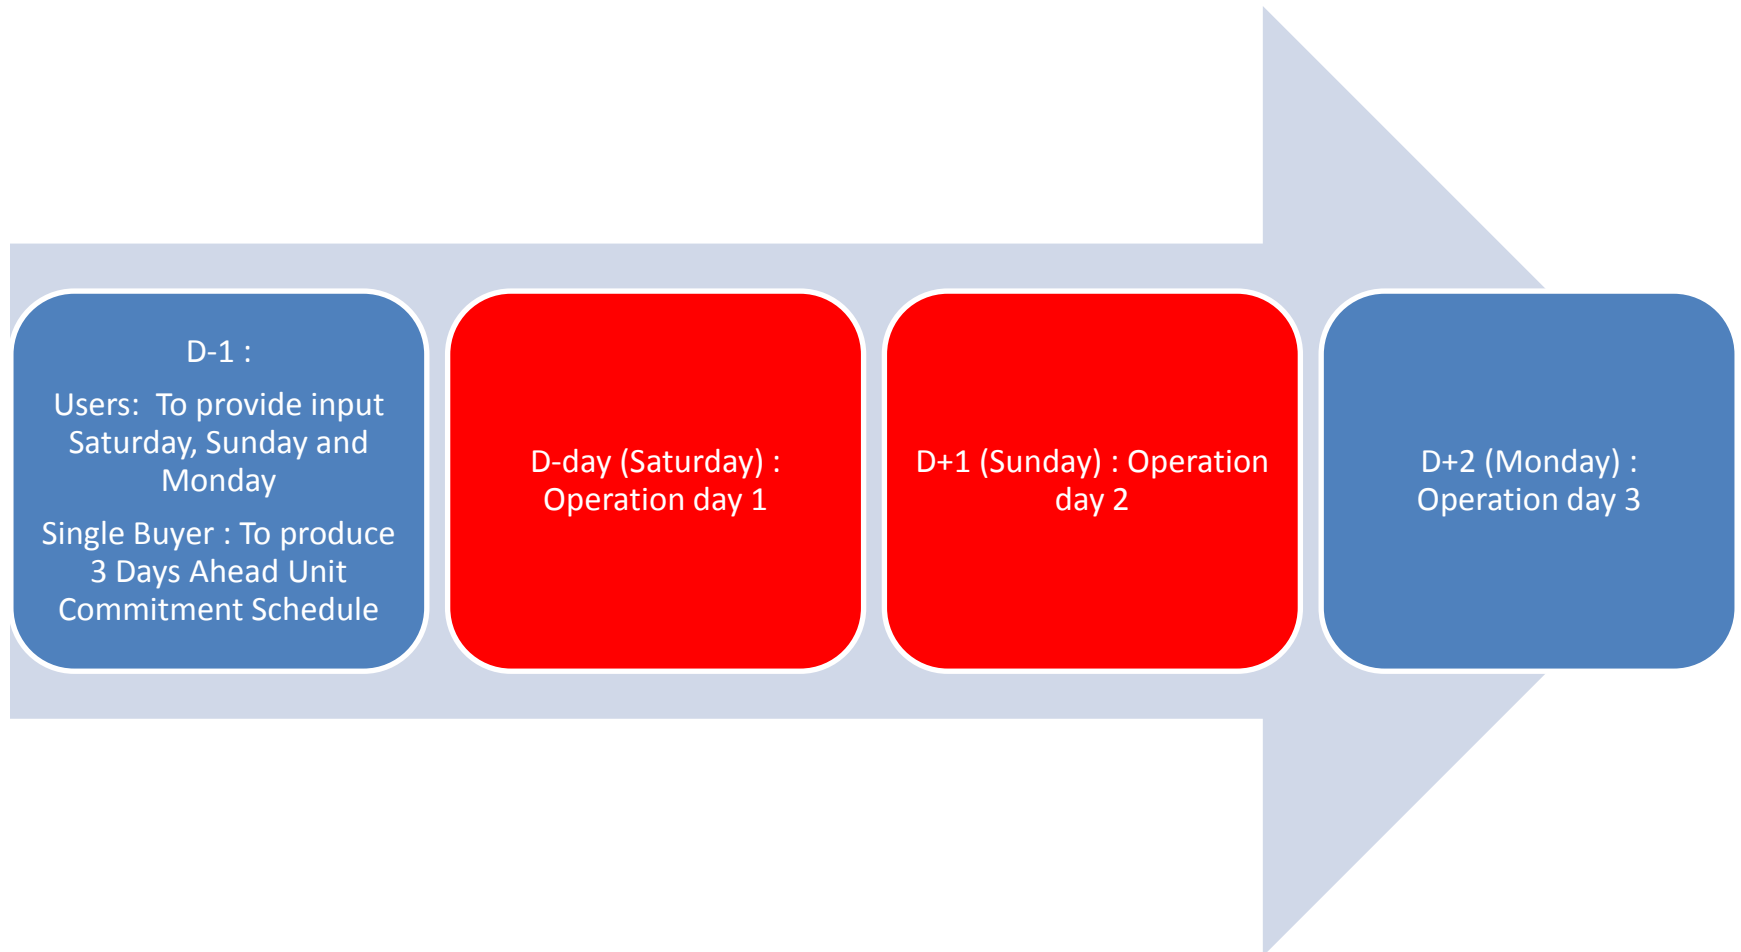 D-1 :
Users:  To provide input
Saturday, Sunday and
Monday
Single Buyer : To produce
3 Days Ahead Unit
Commitment Schedule
D-day (Saturday) :
Operation day 1
D+1 (Sunday) : Operation
day 2
D+2 (Monday) :
Operation day 3